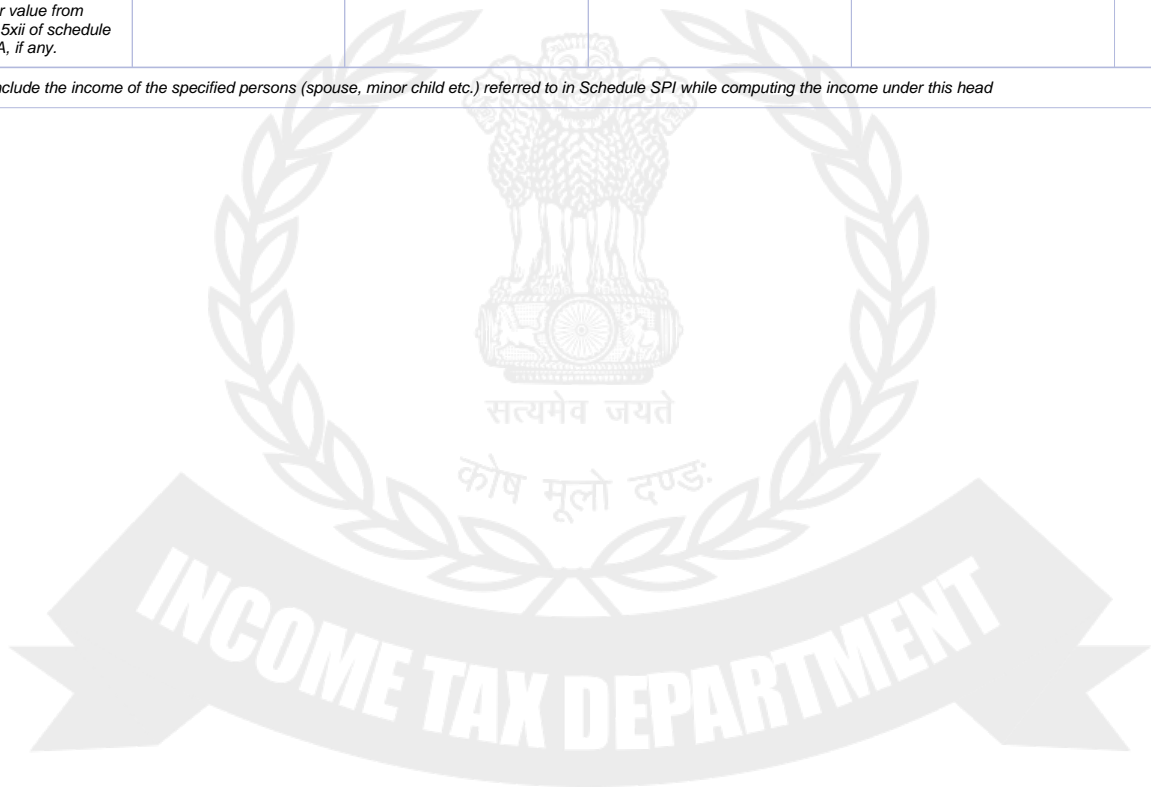 r value from
5xii of schedule
A, if any.
nclude the income of the specified persons (spouse, minor child etc.) referred to in Schedule SPI while computing the income under this head
सत्यमेव जयते
कोष मूलो दण्डः
INCOME TAX DEPARTMENT